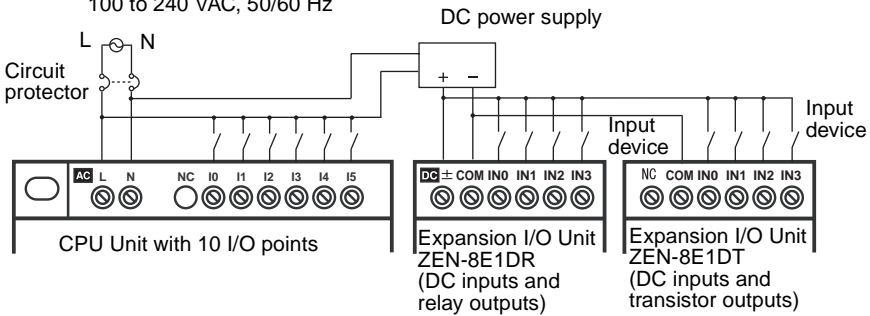 100 to 240 VAC, 50/60 Hz
DC power supply
L N
Circuit
protector
+ −
Input
device
Input
device
AC L N NC I0 I1 I2 I3 I4 I5
DC ± COM IN0 IN1 IN2 IN3
NC COM IN0 IN1 IN2 IN3
CPU Unit with 10 I/O points
Expansion I/O Unit
ZEN-8E1DR
(DC inputs and
relay outputs)
Expansion I/O Unit
ZEN-8E1DT
(DC inputs and
transistor outputs)